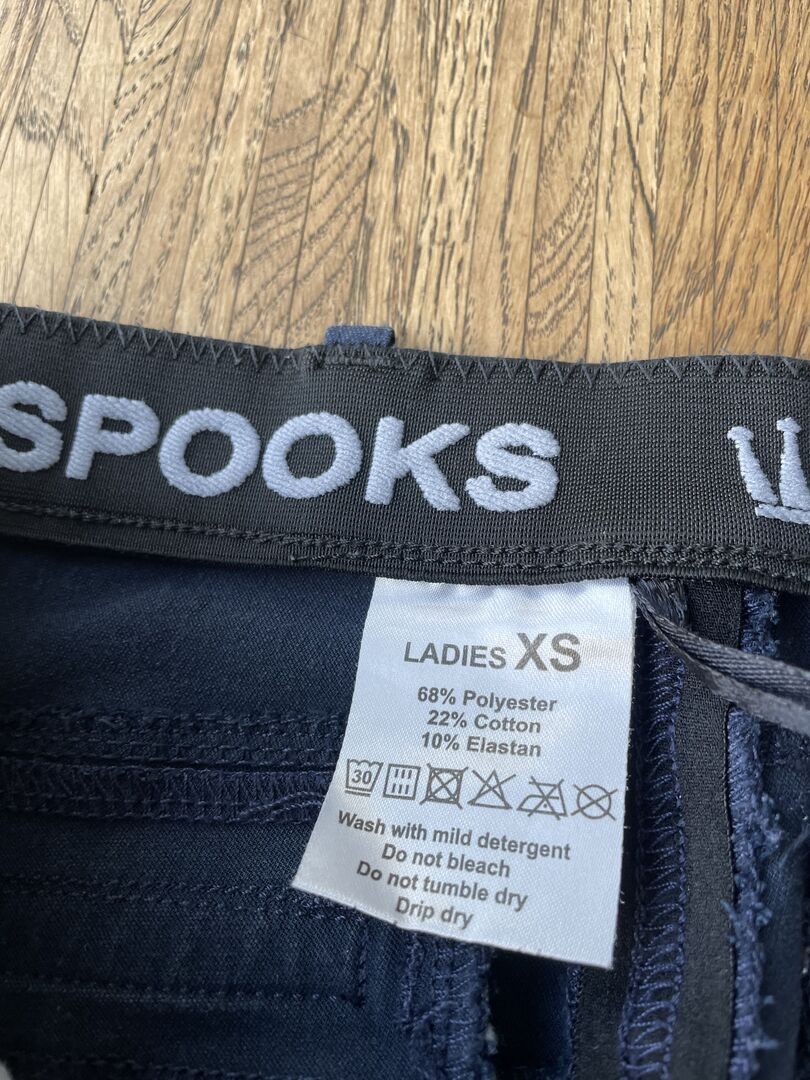 SPOOKS
LADIES XS
68% Polyester
22% Cotton
10% Elastan
30
Wash with mild detergent
Do not bleach
Do not tumble dry
Drip dry